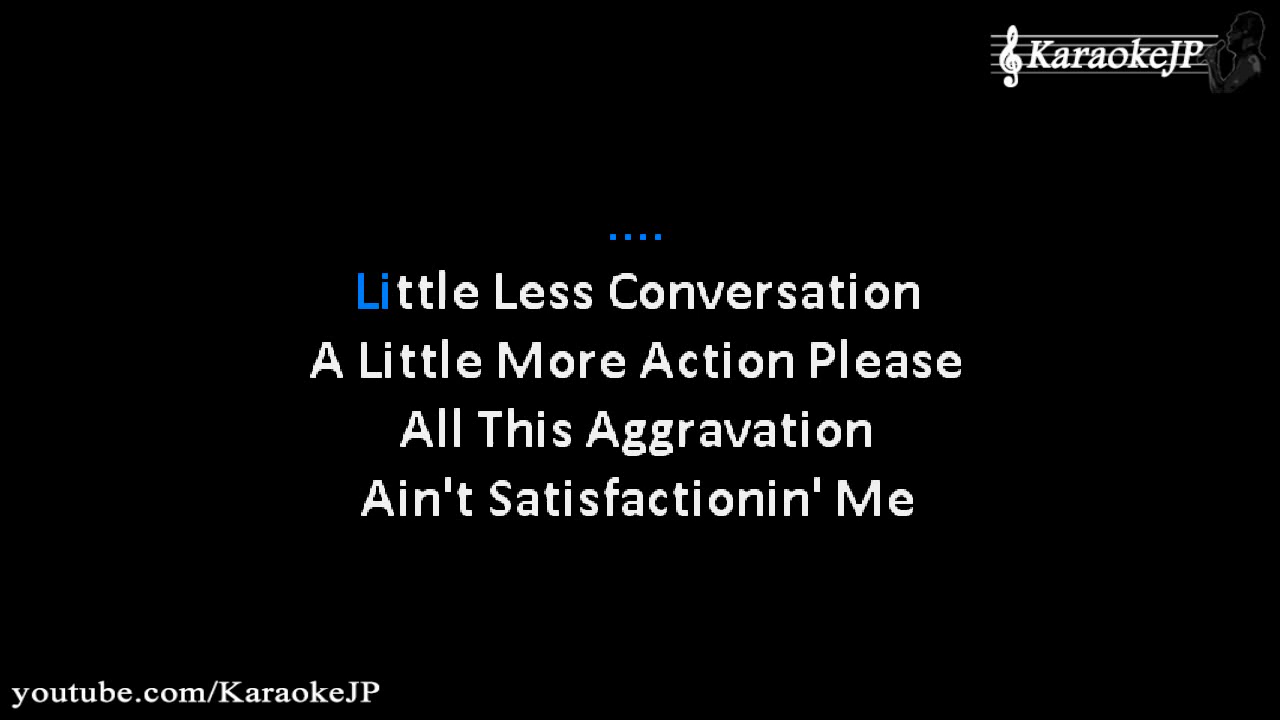 KaraokeJP
....
Little Less Conversation
A Little More Action Please
All This Aggravation
Ain't Satisfactionin' Me
youtube.com/KaraokeJP